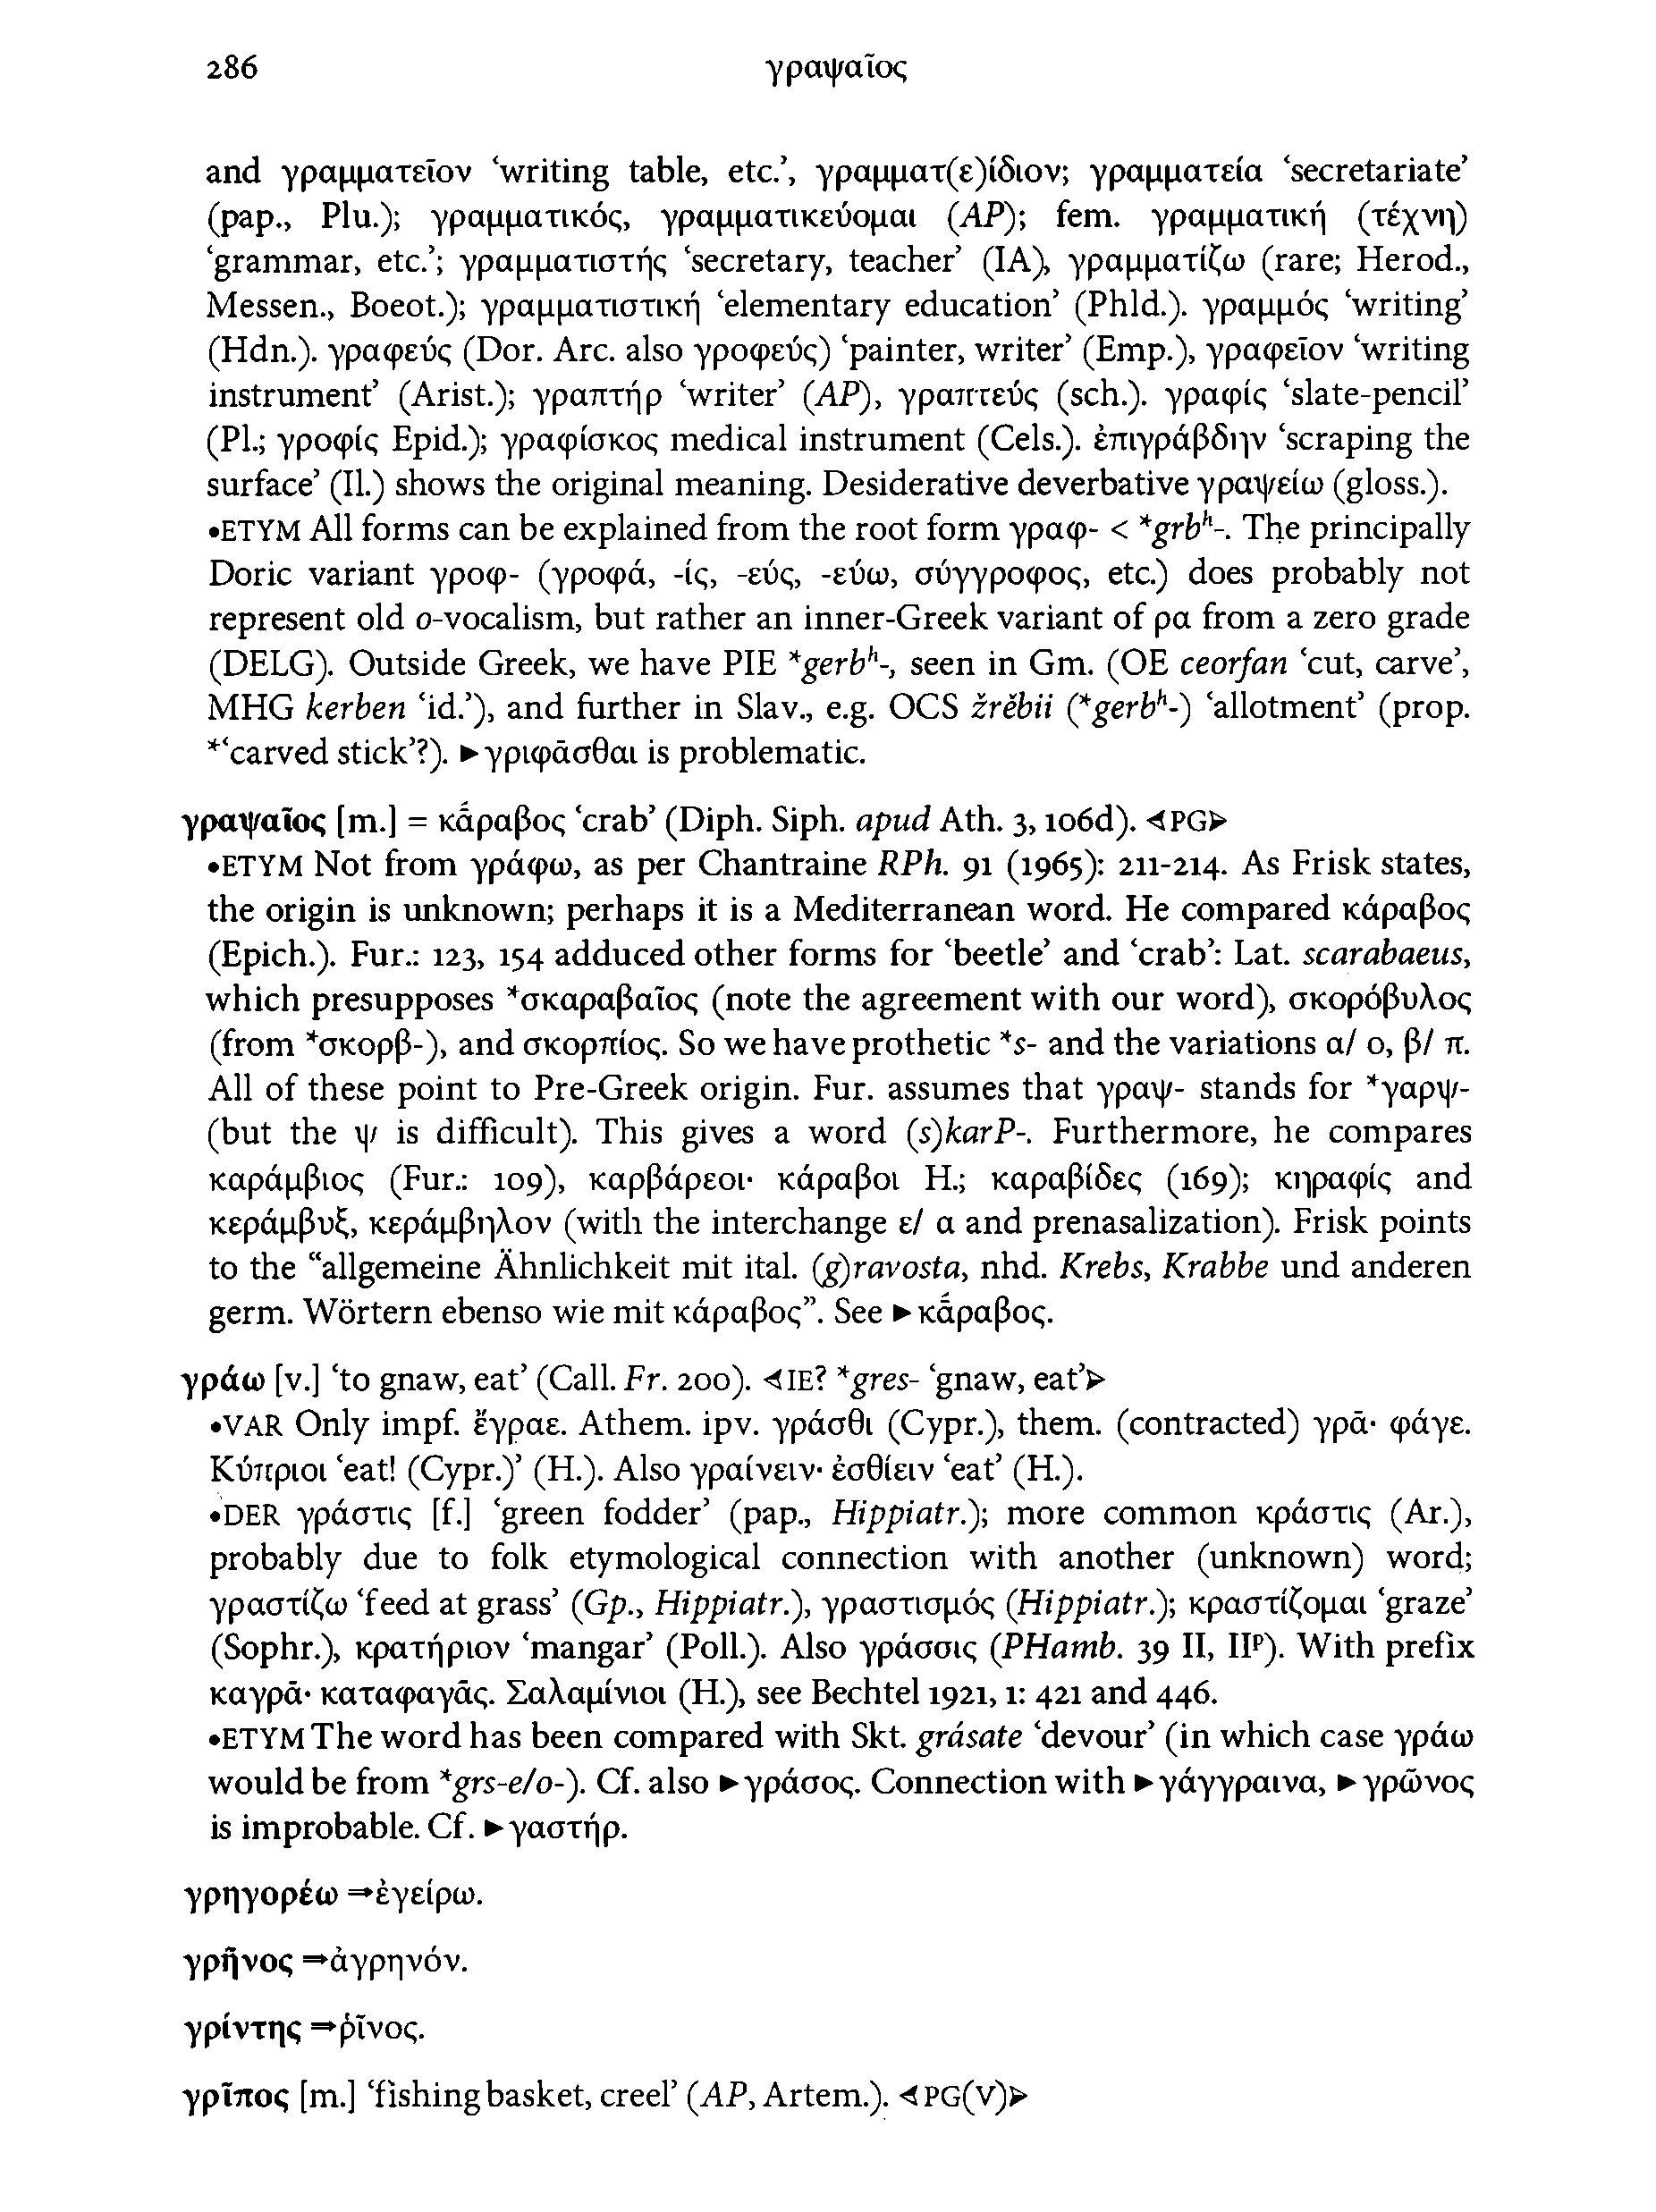 286
γραψαῖος
and γραμματεῖον ‘writing table, etc.’, γραμματ(ε)ίδιον; γραμματεία ‘secretariate’
(pap., Plu.); γραμματικός, γραμματικεύομαι (AP); fem. γραμματική (τέχνη)
‘grammar, etc.’; γραμματιστής ‘secretary, teacher’ (IA), γραμματίζω (rare; Herod.,
Messen., Boeot.); γραμματιστική ‘elementary education’ (Phld.). γραμμός ‘writing’
(Hdn.). γραφεύς (Dor. Arc. also γροφεύς) ‘painter, writer’ (Emp.), γραφεῖον ‘writing
instrument’ (Arist.); γραπτήρ ‘writer’ (AP), γραπτεύς (sch.). γραφίς ‘slate-pencil’
(Pl.; γροφίς Epid.); γραφίσκος medical instrument (Cels.). ἐπιγράβδην ‘scraping the
surface’ (Il.) shows the original meaning. Desiderative deverbative γραψείω (gloss.).
•ETYM All forms can be explained from the root form γραφ- < *grbʰ-. The principally
Doric variant γροφ- (γροφά, -ίς, -εύς, -εύω, σύγγροφος, etc.) does probably not
represent old o-vocalism, but rather an inner-Greek variant of ρα from a zero grade
(DELG). Outside Greek, we have PIE *gerbʰ-, seen in Gm. (OE ceorfan ‘cut, carve’,
MHG kerben ‘id.’), and further in Slav., e.g. OCS žrěbii (*gerbʰ-) ‘allotment’ (prop.
*‘carved stick’?). ►γριφᾶσθαι is problematic.
γραψαῖος [m.] = κά̄ραβος ‘crab’ (Diph. Siph. apud Ath. 3, 106d). ◁PG▷
•ETYM Not from γράφω, as per Chantraine RPh. 91 (1965): 211-214. As Frisk states,
the origin is unknown; perhaps it is a Mediterranean word. He compared κάραβος
(Epich.). Fur.: 123, 154 adduced other forms for ‘beetle’ and ‘crab’: Lat. scarabaeus,
which presupposes *σκαραβαῖος (note the agreement with our word), σκορόβυλος
(from *σκορβ-), and σκορπίος. So we have prothetic *s- and the variations α/ ο, β/ π.
All of these point to Pre-Greek origin. Fur. assumes that γραψ- stands for *γαρψ-
(but the ψ is difficult). This gives a word (s)karP-. Furthermore, he compares
καράμβιος (Fur.: 109), καρβάρεοι· κάραβοι H.; καραβίδες (169); κηραφίς and
κεράμβυξ, κεράμβηλον (with the interchange ε/ α and prenasalization). Frisk points
to the “allgemeine Ähnlichkeit mit ital. (g)ravosta, nhd. Krebs, Krabbe und anderen
germ. Wörtern ebenso wie mit κάραβος”. See ►κά̄ραβος.
γράω [v.] ‘to gnaw, eat’ (Call. Fr. 200). ◁IE? *gres- ‘gnaw, eat’▷
•VAR Only impf. ἔγραε. Athem. ipv. γράσθι (Cypr.), them. (contracted) γρᾶ· φάγε.
Κύπριοι ‘eat! (Cypr.)’ (H.). Also γραίνειν· ἐσθίειν ‘eat’ (H.).
•DER γράστις [f.] ‘green fodder’ (pap., Hippiatr.); more common κράστις (Ar.),
probably due to folk etymological connection with another (unknown) word;
γραστίζω ‘feed at grass’ (Gp., Hippiatr.), γραστισμός (Hippiatr.); κραστίζομαι ‘graze’
(Sophr.), κρατήριον ‘mangar’ (Poll.). Also γράσσις (PHamb. 39 II, IIᵖ). With prefix
καγρᾶ· καταφαγᾶς. Σαλαμίνιοι (H.), see Bechtel 1921, 1: 421 and 446.
•ETYM The word has been compared with Skt. grásate ‘devour’ (in which case γράω
would be from *grs-e/o-). Cf. also ►γράσος. Connection with ►γάγγραινα, ►γρῶνος
is improbable. Cf. ►γαστήρ.
γρηγορέω ⇒ἐγείρω.
γρῆνος ⇒ἀγρηνόν.
γρίντης ⇒ῥῖνος.
γρῖπος [m.] ‘fishing basket, creel’ (AP, Artem.). ◁PG(V)▷